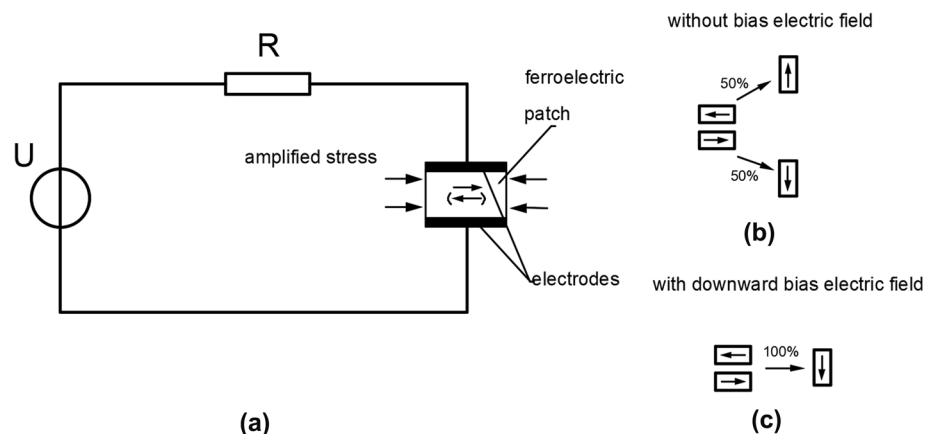 R
U
ferroelectric
patch
amplified stress
electrodes
(a)
without bias electric field
50%
50%
(b)
with downward bias electric field
100%
(c)